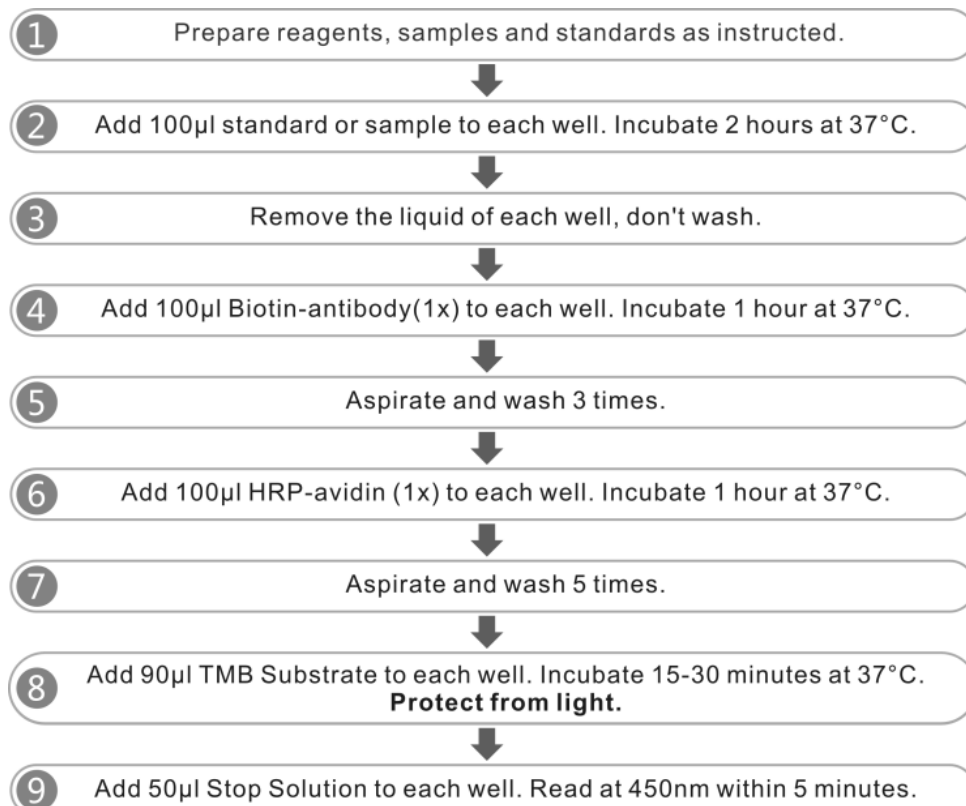 1 Prepare reagents, samples and standards as instructed.
2 Add 100µl standard or sample to each well. Incubate 2 hours at 37°C.
3 Remove the liquid of each well, don't wash.
4 Add 100µl Biotin-antibody(1x) to each well. Incubate 1 hour at 37°C.
5 Aspirate and wash 3 times.
6 Add 100µl HRP-avidin (1x) to each well. Incubate 1 hour at 37°C.
7 Aspirate and wash 5 times.
8 Add 90µl TMB Substrate to each well. Incubate 15-30 minutes at 37°C.
Protect from light.
9 Add 50µl Stop Solution to each well. Read at 450nm within 5 minutes.